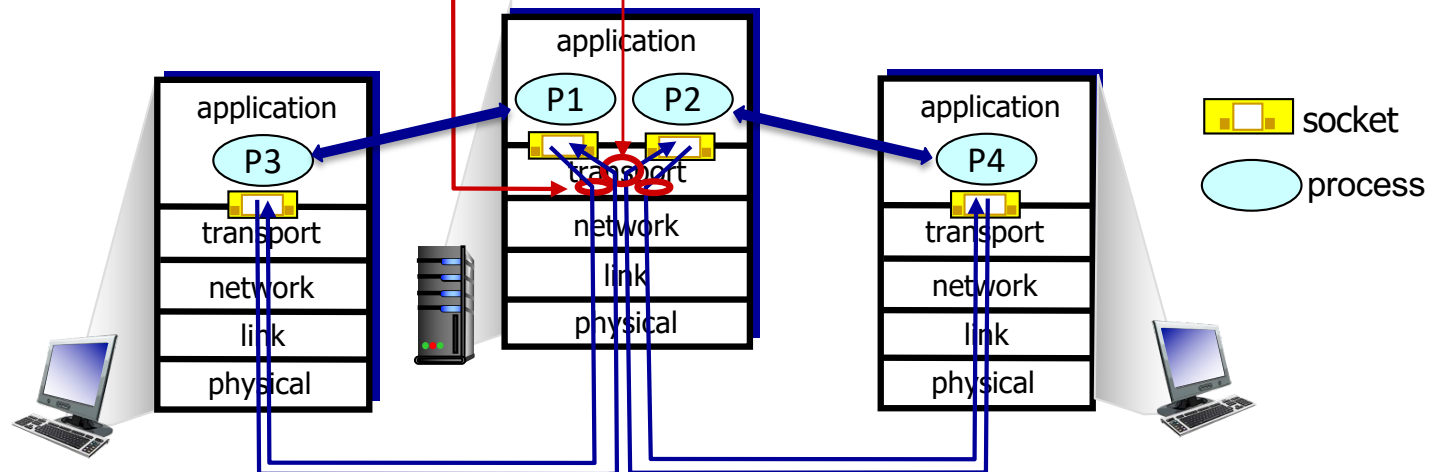 application
P3
transport
network
link
physical
application
P1
P2
transport
network
link
physical
application
P4
transport
network
link
physical
socket
process